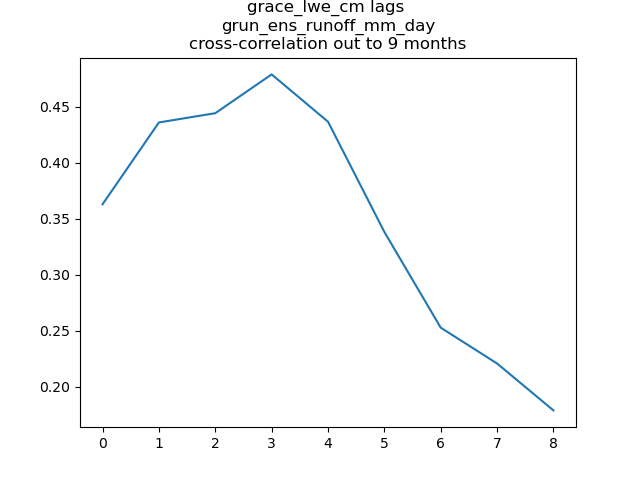 grace_lwe_cm lags
grun_ens_runoff_mm_day
cross-correlation out to 9 months
0.45
0.40
0.35
0.30
0.25
0.20
0 1 2 3 4 5 6 7 8